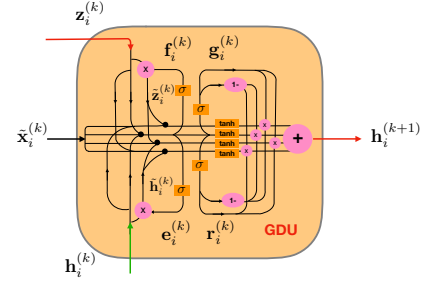 z_i^{(k)}
f_i^{(k)} g_i^{(k)}
x 1-
z̃_i^{(k)} σ
σ
tanh x
x̃_i^{(k)} tanh x + h_i^{(k+1)}
tanh x
tanh x
σ
h̃_i^{(k)} σ
x 1-
e_i^{(k)} r_i^{(k)} GDU
h_i^{(k)}